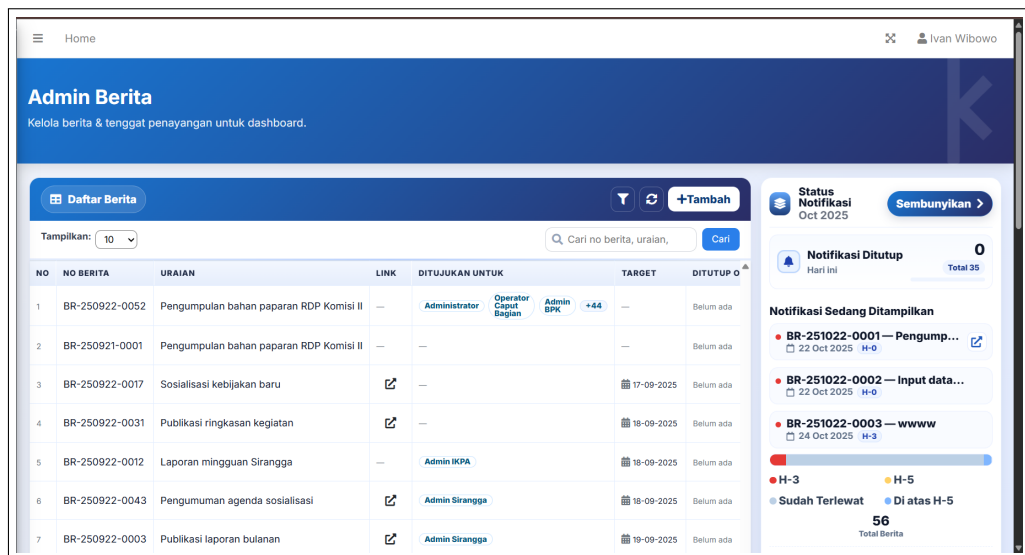 Home
Ivan Wibowo
Admin Berita
Kelola berita & tenggat penayangan untuk dashboard.
k
Daftar Berita
+Tambah
Tampilkan: 10
Cari no berita, uraian,
Cari
NO NO BERITA URAIAN LINK DITUJUKAN UNTUK TARGET DITUTUP O
1 BR-250922-0052 Pengumpulan bahan paparan RDP Komisi II — Administrator Operator Caput Bagian Admin BPK +44 — Belum ada
2 BR-250921-0001 Pengumpulan bahan paparan RDP Komisi II — — — Belum ada
3 BR-250922-0017 Sosialisasi kebijakan baru — 17-09-2025 Belum ada
4 BR-250922-0031 Publikasi ringkasan kegiatan — 18-09-2025 Belum ada
5 BR-250922-0012 Laporan mingguan Sirangga — Admin IKPA 18-09-2025 Belum ada
6 BR-250922-0043 Pengumuman agenda sosialisasi Admin Sirangga 18-09-2025 Belum ada
7 BR-250922-0003 Publikasi laporan bulanan Admin Sirangga 19-09-2025 Belum ada
Status
Notifikasi
Oct 2025
Sembunyikan
Notifikasi Ditutup
Hari ini
0
Total 35
Notifikasi Sedang Ditampilkan
BR-251022-0001 — Pengump...
22 Oct 2025 H-0
BR-251022-0002 — Input data...
22 Oct 2025 H-0
BR-251022-0003 — wwww
24 Oct 2025 H-3
H-3 H-5
Sudah Terlewat Di atas H-5
56
Total Berita